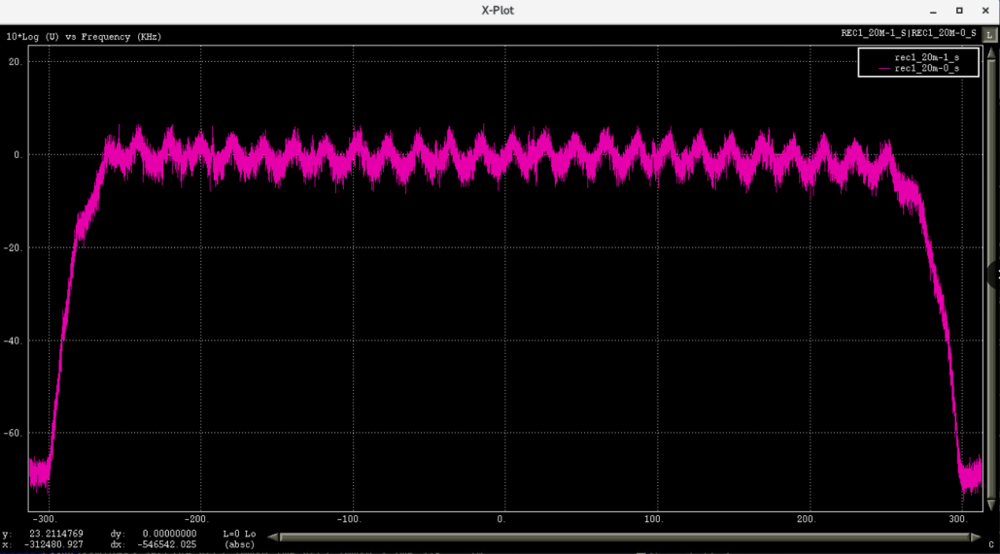 X-Plot
10*Log (U) vs Frequency (KHz)
REC1_20M-1_S|REC1_20M-0_S
L
rec1_20m-1_s
rec1_20m-0_s
20.
0.
-20.
-40.
-60.
-300. -200. -100. 0. 100. 200. 300.
y: 23.2114769 dy: 0.00000000 L=0 Lo
x: -312480.927 dx: -546542.025 (absc)
C